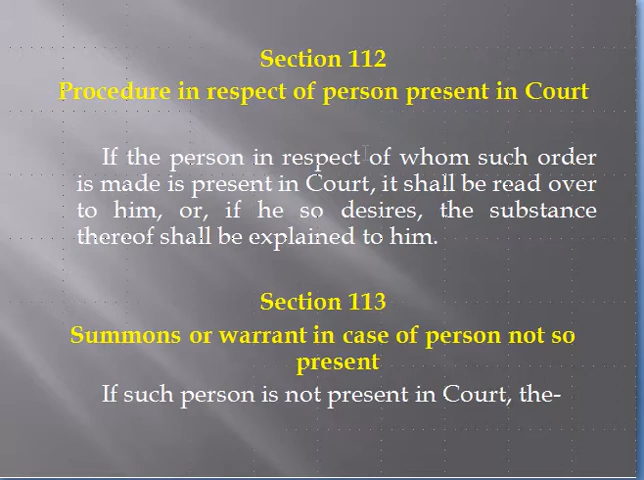 Section 112
Procedure in respect of person present in Court
If the person in respect of whom such order
is made is present in Court, it shall be read over
to him, or, if he so desires, the substance
thereof shall be explained to him.
Section 113
Summons or warrant in case of person not so
present
If such person is not present in Court, the-